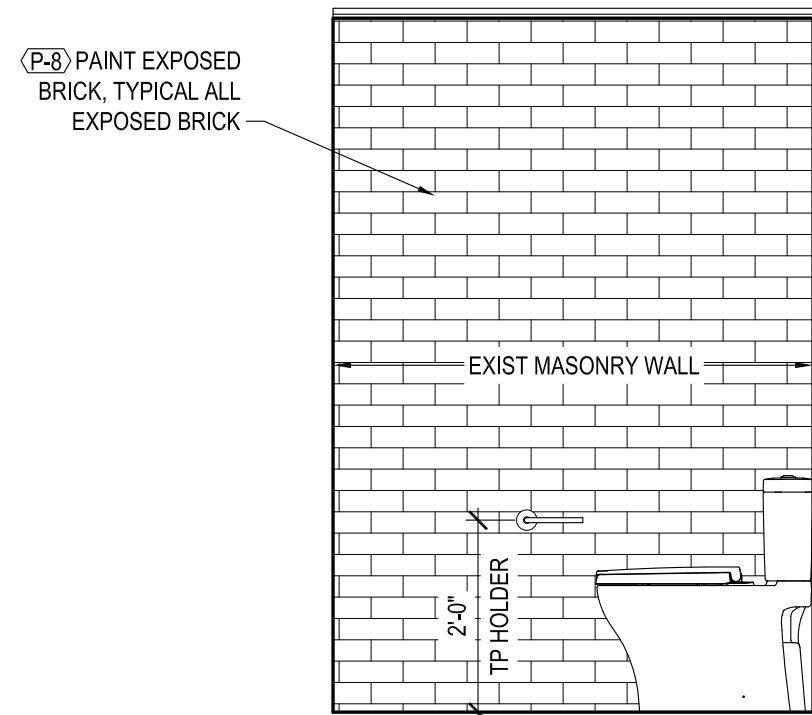 P-8 PAINT EXPOSED
BRICK, TYPICAL ALL
EXPOSED BRICK
EXIST MASONRY WALL
2'-0"
TP HOLDER